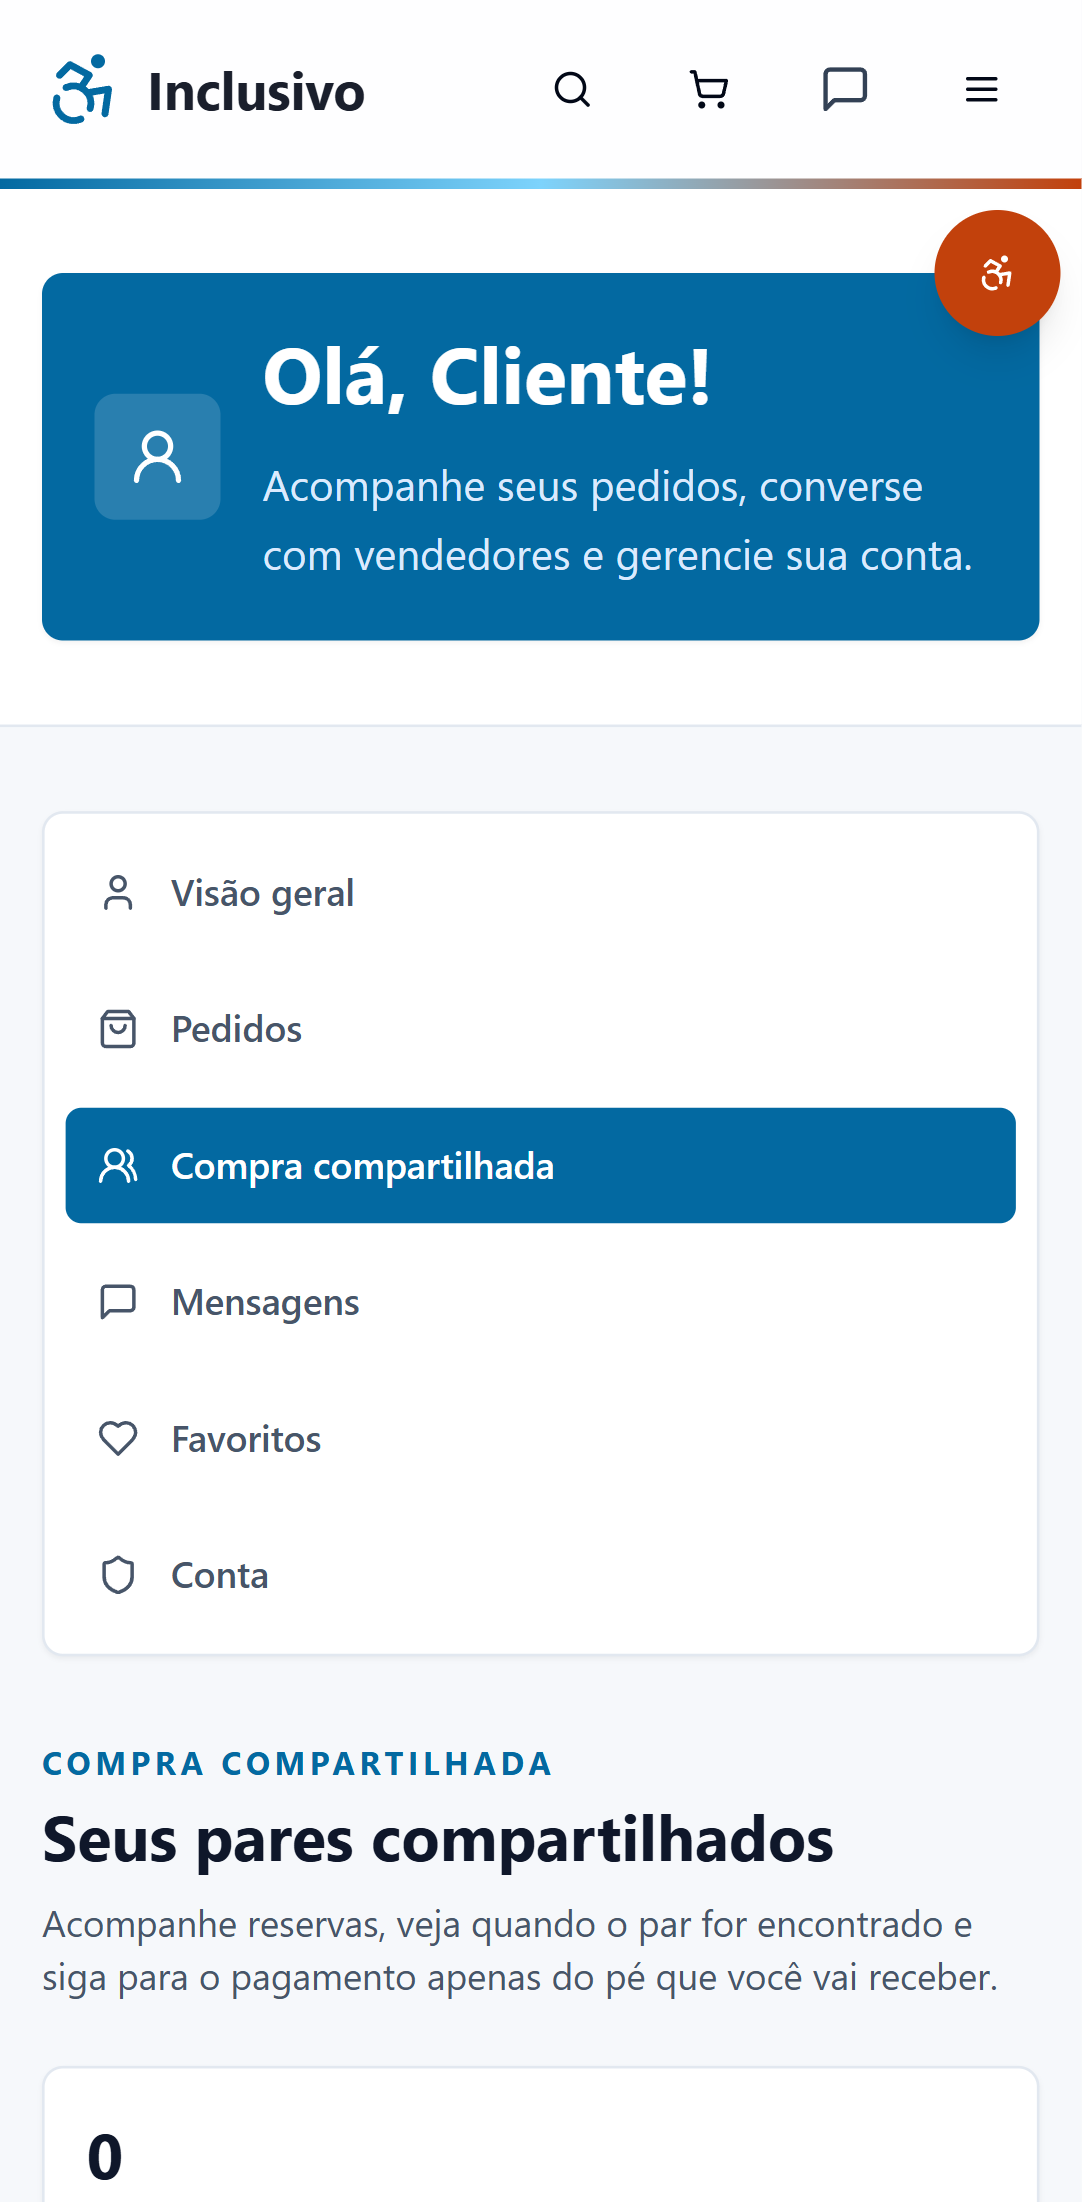 Inclusivo
Olá, Cliente!
Acompanhe seus pedidos, converse
com vendedores e gerencie sua conta.
Visão geral
Pedidos
Compra compartilhada
Mensagens
Favoritos
Conta
COMPRA COMPARTILHADA
Seus pares compartilhados
Acompanhe reservas, veja quando o par for encontrado e
siga para o pagamento apenas do pé que você vai receber.
0